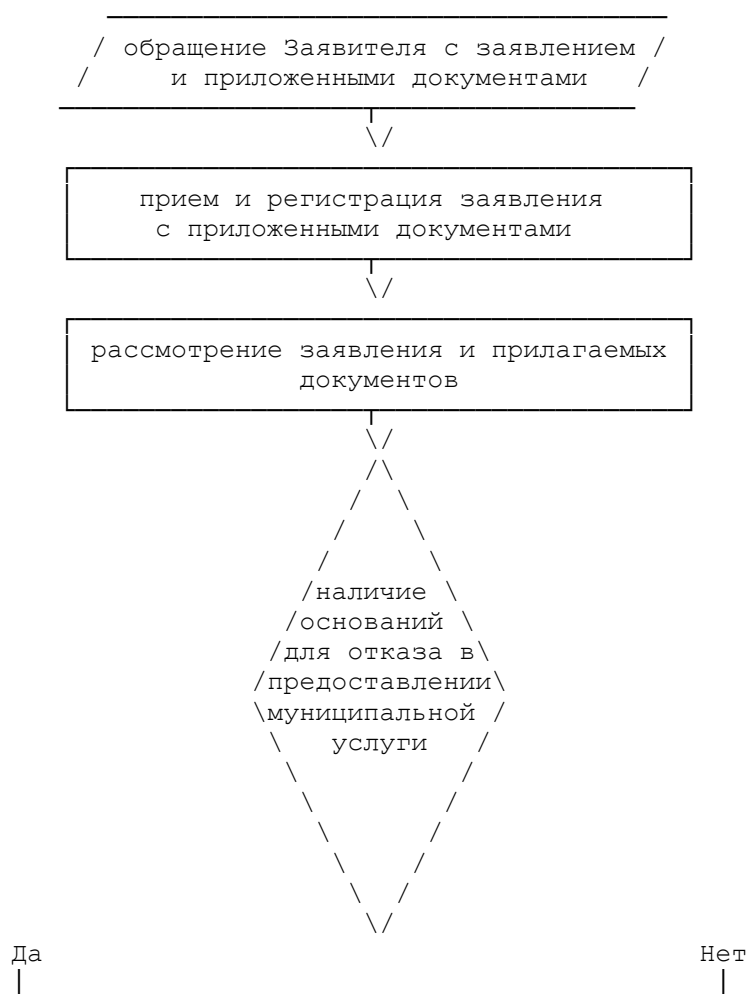 обращение Заявителя с заявлением
и приложенными документами
прием и регистрация заявления
с приложенными документами
рассмотрение заявления и прилагаемых
документов
наличие
оснований
для отказа в
предоставлении
муниципальной
услуги
Да Нет